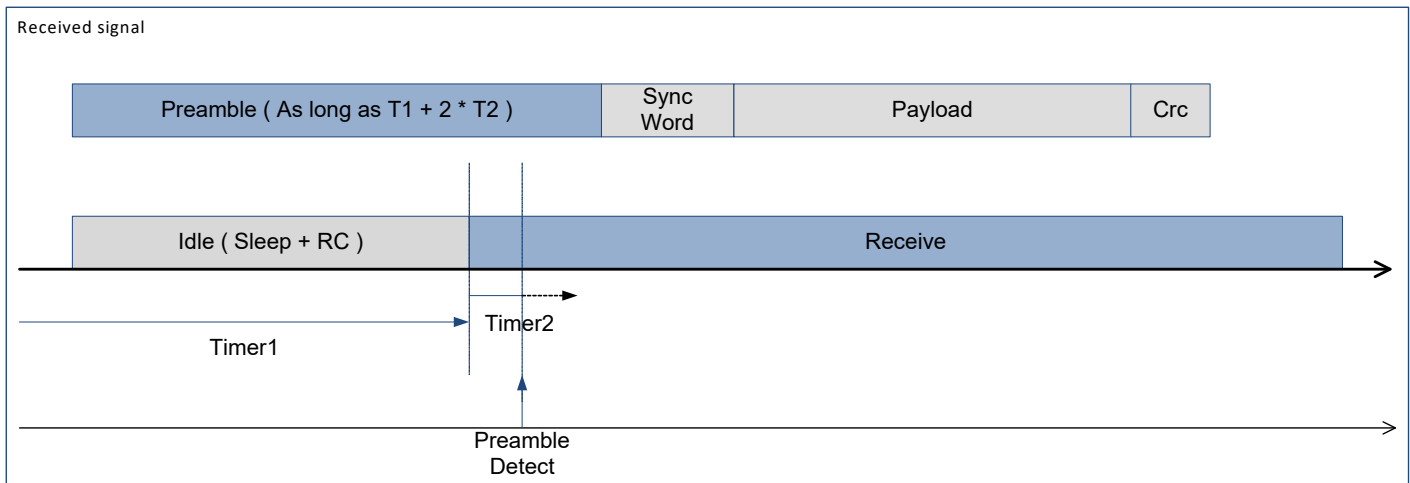 Received signal
Preamble ( As long as T1 + 2 * T2 )
Sync
Word
Payload
Crc
Idle ( Sleep + RC )
Receive
Timer2
Timer1
Preamble
Detect